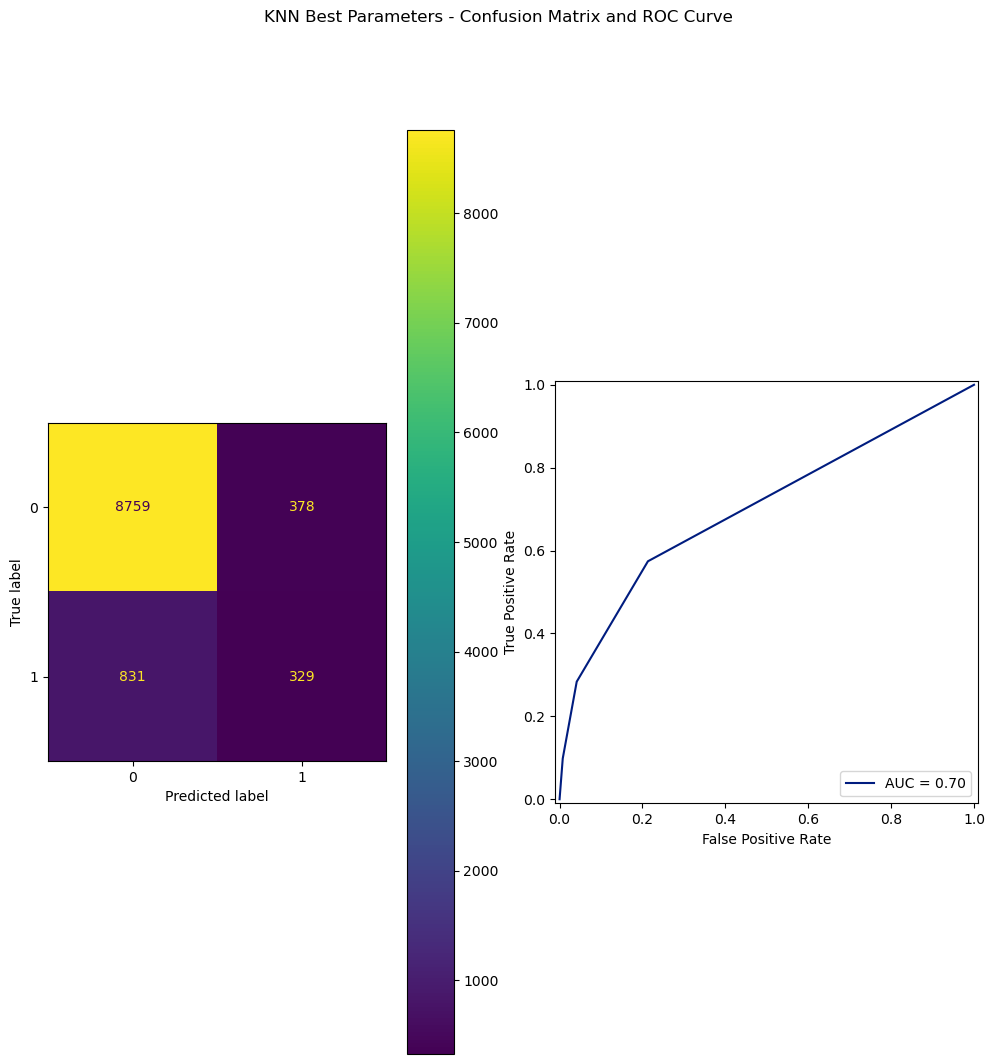 KNN Best Parameters - Confusion Matrix and ROC Curve
8759 378
831 329
0
1
True label
0 1
Predicted label
8000
7000
6000
5000
4000
3000
2000
1000
1.0
0.8
0.6
0.4
0.2
0.0
True Positive Rate
AUC = 0.70
0.0 0.2 0.4 0.6 0.8 1.0
False Positive Rate